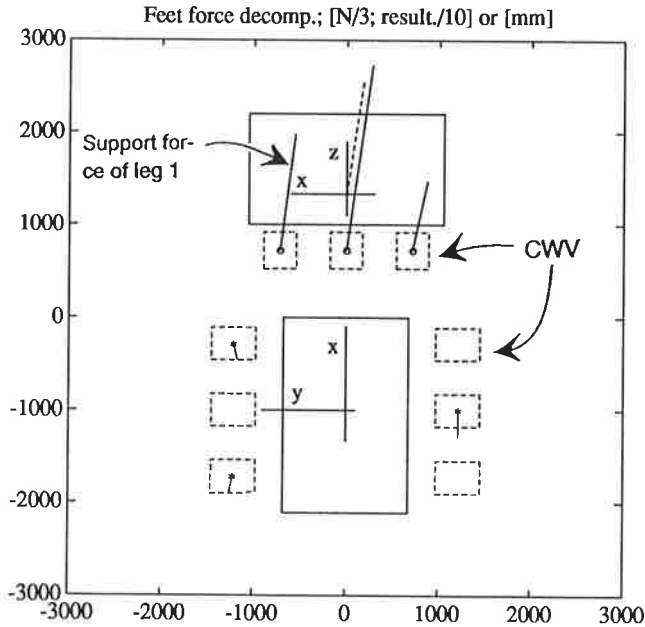 Feet force decomp.; [N/3; result./10] or [mm]
3000
2000
1000
0
-1000
-2000
-3000
Support for-
ce of leg 1
z
x
CWV
x
y
-3000 -2000 -1000 0 1000 2000 3000